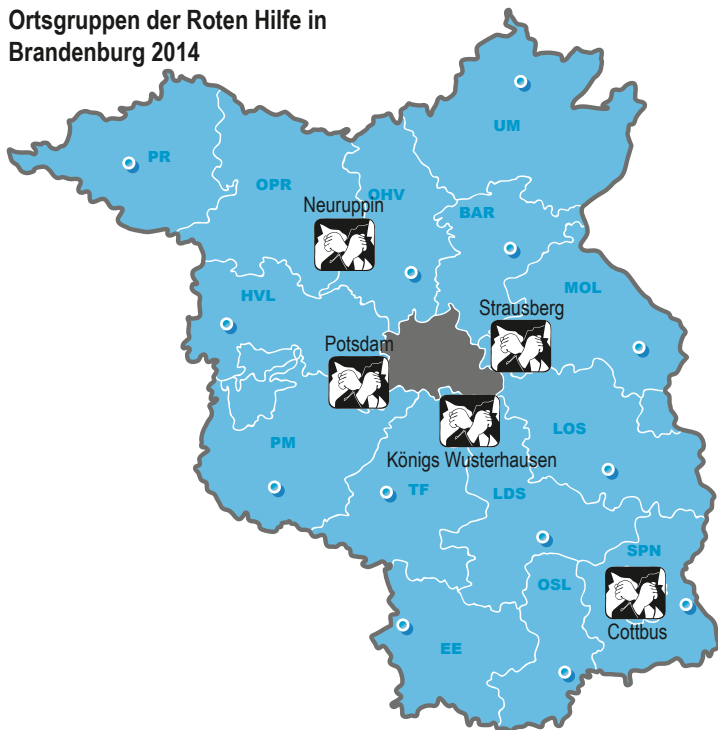 Ortsgruppen der Roten Hilfe in
Brandenburg 2014
UM
PR
OPR
OHV
Neuruppin
BAR
MOL
HVL
Strausberg
Potsdam
PM
LOS
Königs Wusterhausen
TF
LDS
SPN
OSL
Cottbus
EE